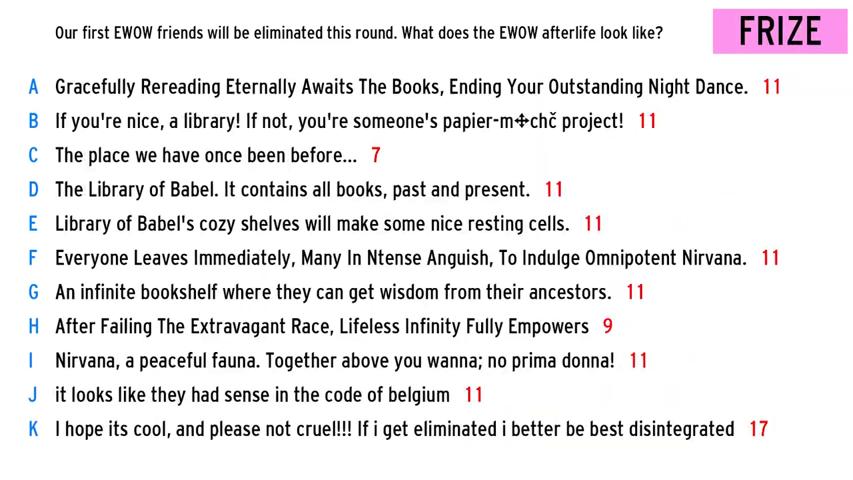 Our first EWOW friends will be eliminated this round. What does the EWOW afterlife look like?
FRIZE
A Gracefully Rereading Eternally Awaits The Books, Ending Your Outstanding Night Dance. 11
B If you're nice, a library! If not, you're someone's papier-m✢chč project! 11
C The place we have once been before... 7
D The Library of Babel. It contains all books, past and present. 11
E Library of Babel's cozy shelves will make some nice resting cells. 11
F Everyone Leaves Immediately, Many In Ntense Anguish, To Indulge Omnipotent Nirvana. 11
G An infinite bookshelf where they can get wisdom from their ancestors. 11
H After Failing The Extravagant Race, Lifeless Infinity Fully Empowers 9
I Nirvana, a peaceful fauna. Together above you wanna; no prima donna! 11
J it looks like they had sense in the code of belgium 11
K I hope its cool, and please not cruel!!! If i get eliminated i better be best disintegrated 17